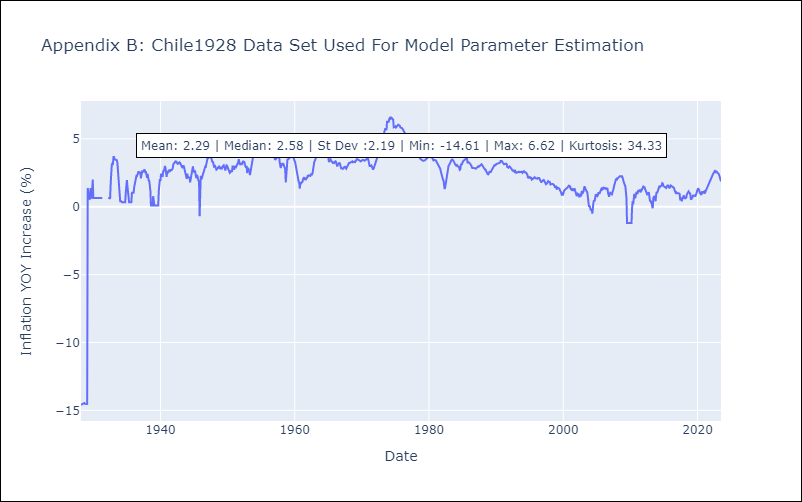 Appendix B: Chile1928 Data Set Used For Model Parameter Estimation
Mean: 2.29 | Median: 2.58 | St Dev :2.19 | Min: -14.61 | Max: 6.62 | Kurtosis: 34.33
Inflation YOY Increase (%)
5
0
−5
−10
−15
1940
1960
1980
2000
2020
Date